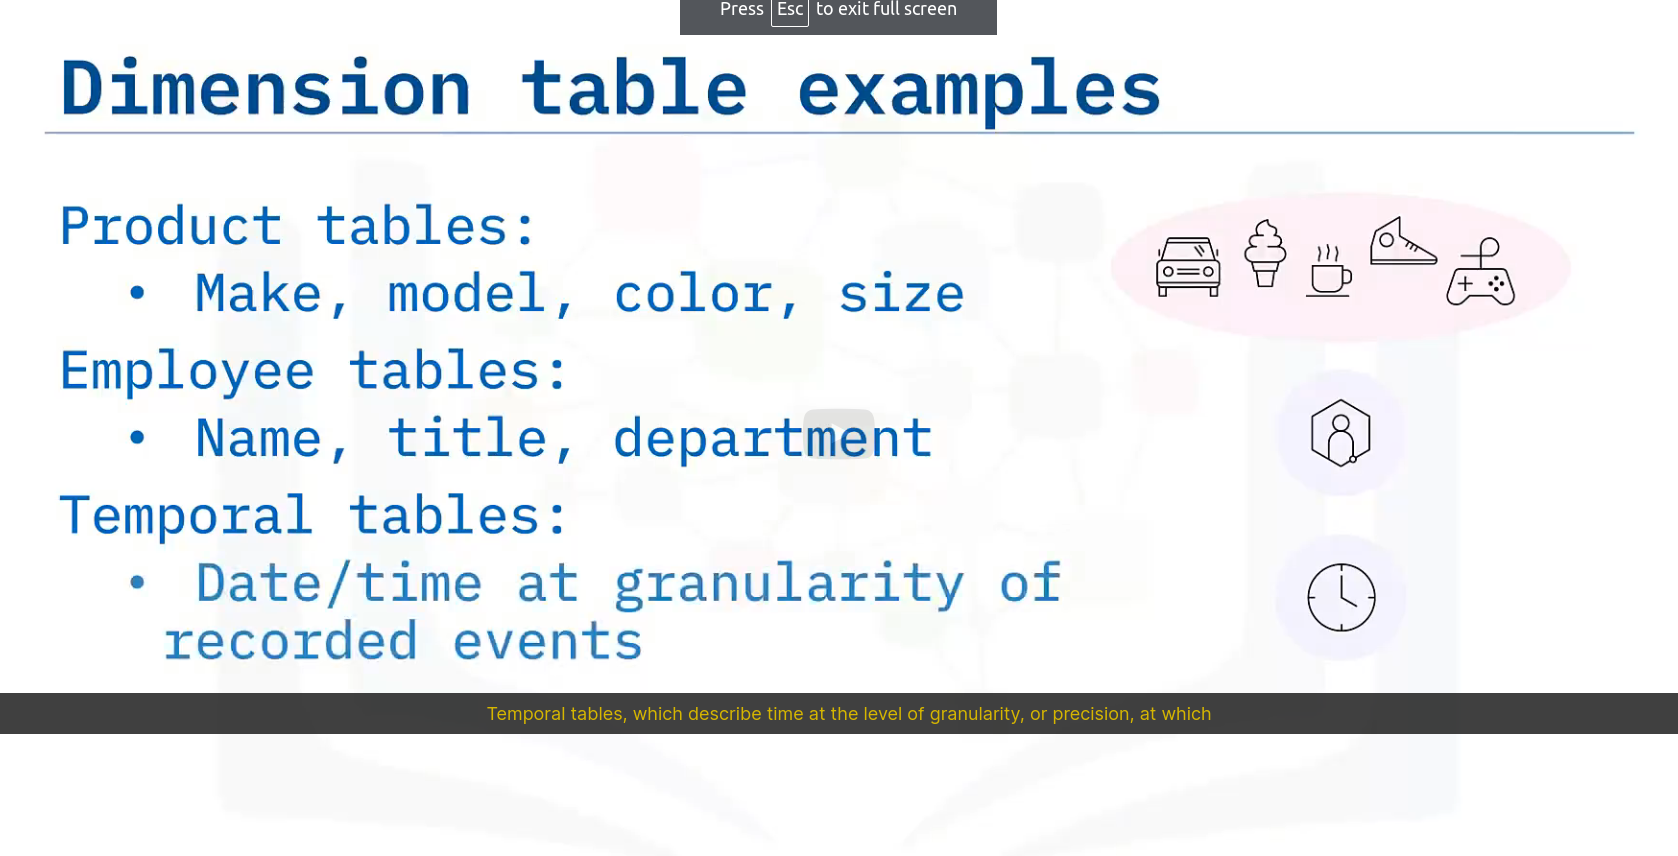 Press Esc to exit full screen
Dimension table examples
Product tables:
• Make, model, color, size
Employee tables:
• Name, title, department
Temporal tables:
• Date/time at granularity of
recorded events
Temporal tables, which describe time at the level of granularity, or precision, at which